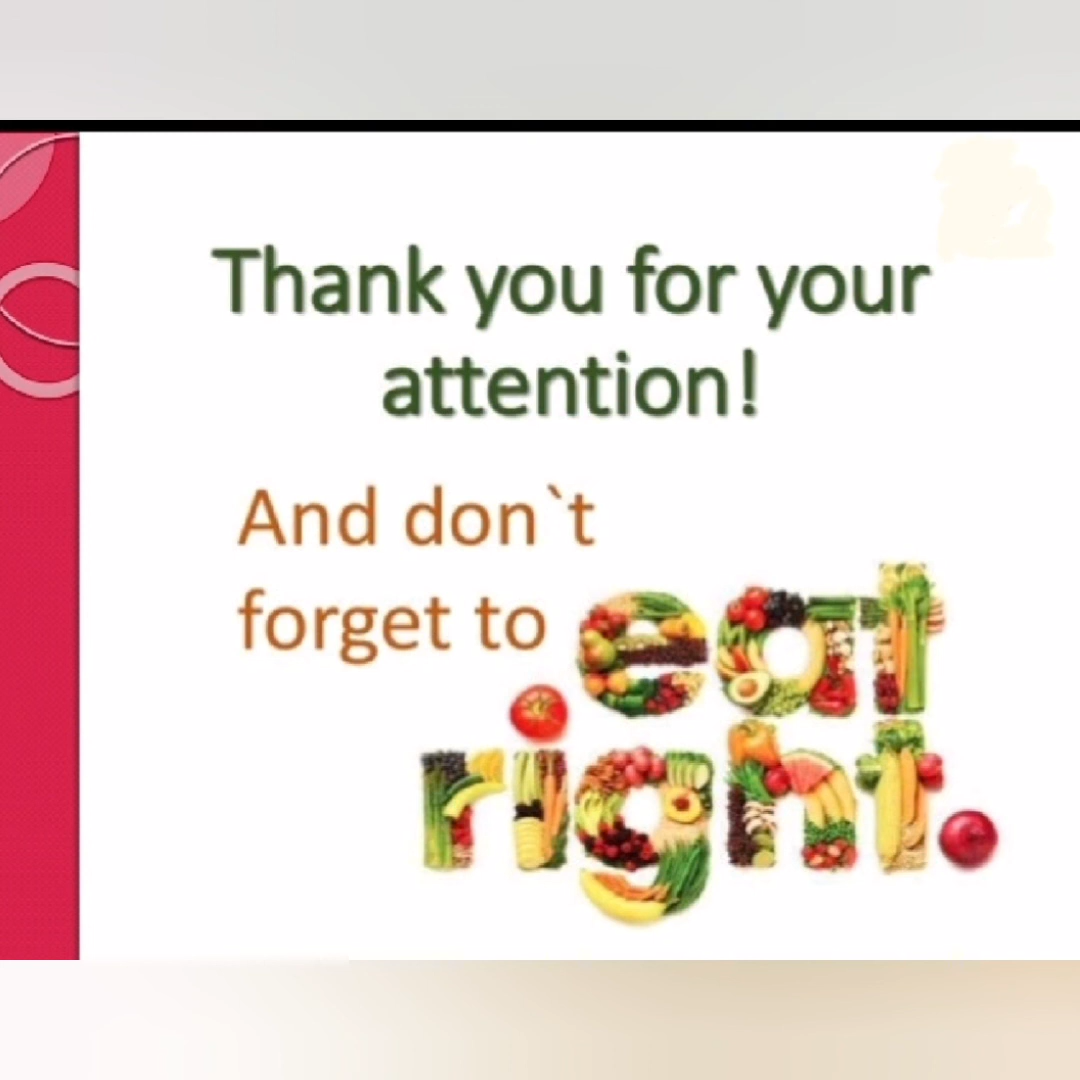 Thank you for your
attention!
And don`t
forget to eat
right.